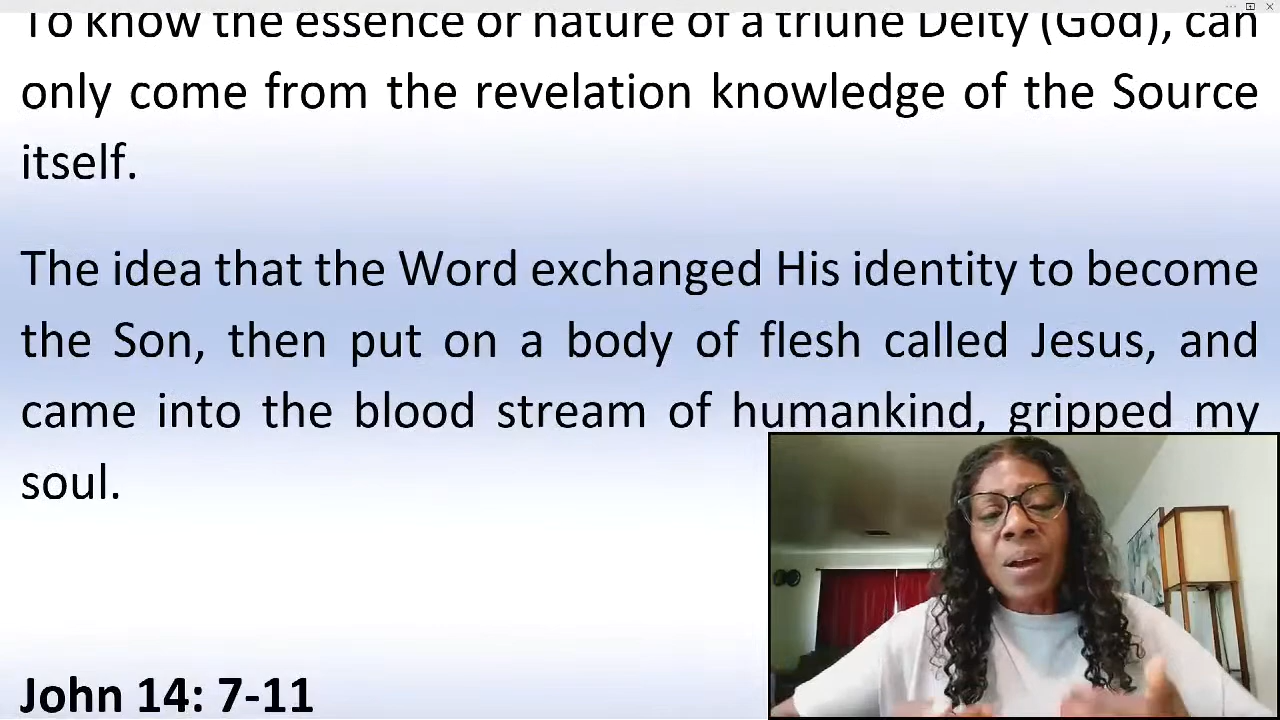 To know the essence or nature of a triune Deity (God), can
only come from the revelation knowledge of the Source
itself.
The idea that the Word exchanged His identity to become
the Son, then put on a body of flesh called Jesus, and
came into the blood stream of humankind, gripped my
soul.
John 14: 7-11